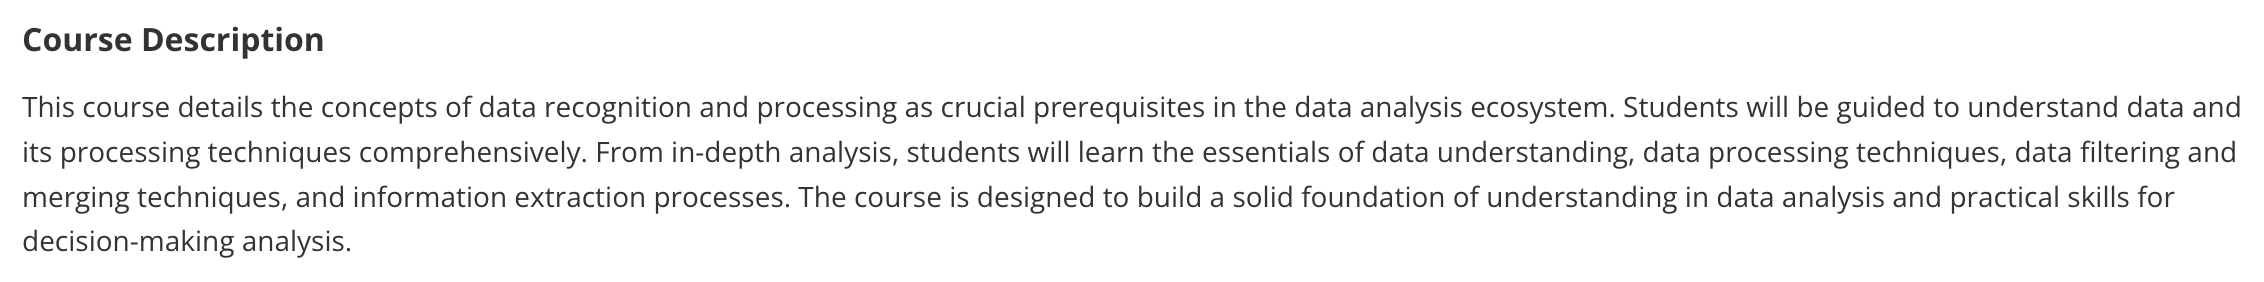 Course Description
This course details the concepts of data recognition and processing as crucial prerequisites in the data analysis ecosystem. Students will be guided to understand data and
its processing techniques comprehensively. From in-depth analysis, students will learn the essentials of data understanding, data processing techniques, data filtering and
merging techniques, and information extraction processes. The course is designed to build a solid foundation of understanding in data analysis and practical skills for
decision-making analysis.